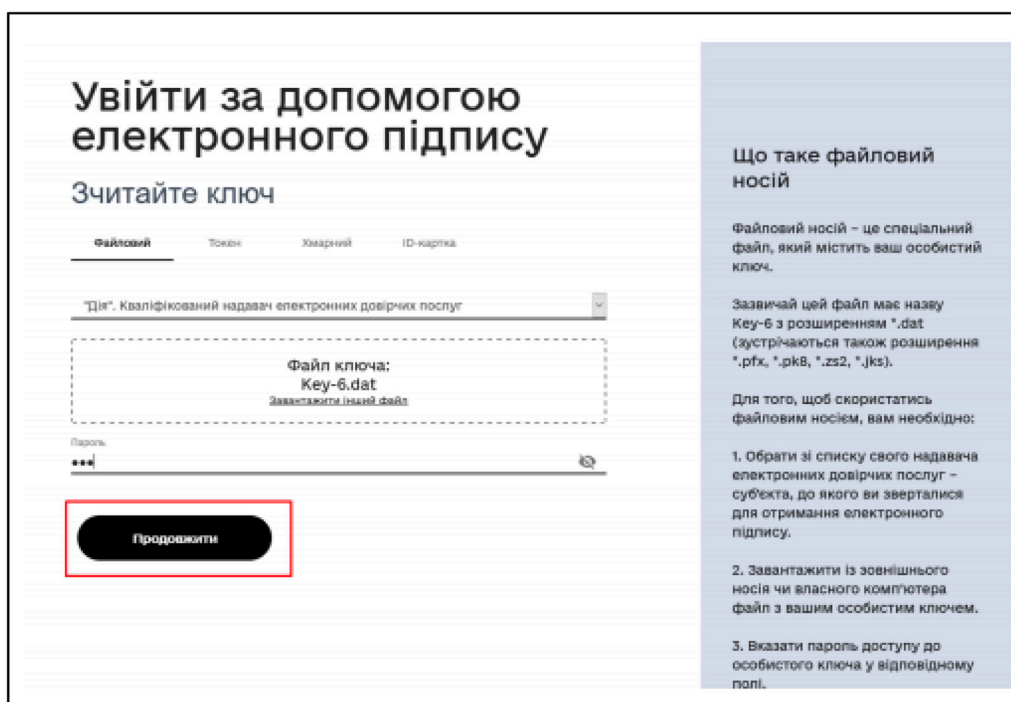 Увійти за допомогою
електронного підпису
Зчитайте ключ
Файловий Токен Хмарний ID-картка
"Дія". Кваліфікований надавач електронних довірчих послуг
Файл ключа:
Key-6.dat
Завантажити інший файл
Пароль
Продовжити
Що таке файловий
носій
Файловий носій – це спеціальний
файл, який містить ваш особистий
ключ.
Зазвичай цей файл має назву
Key-6 з розширенням *.dat
(зустрічаються також розширення
*.pfx, *.pk8, *.zs2, *.jks).
Для того, щоб скористатись
файловим носієм, вам необхідно:
1. Обрати зі списку свого надавача
електронних довірчих послуг –
суб'єкта, до якого ви зверталися
для отримання електронного
підпису.
2. Завантажити із зовнішнього
носія чи власного комп'ютера
файл з вашим особистим ключем.
3. Вказати пароль доступу до
особистого ключа у відповідному
полі.